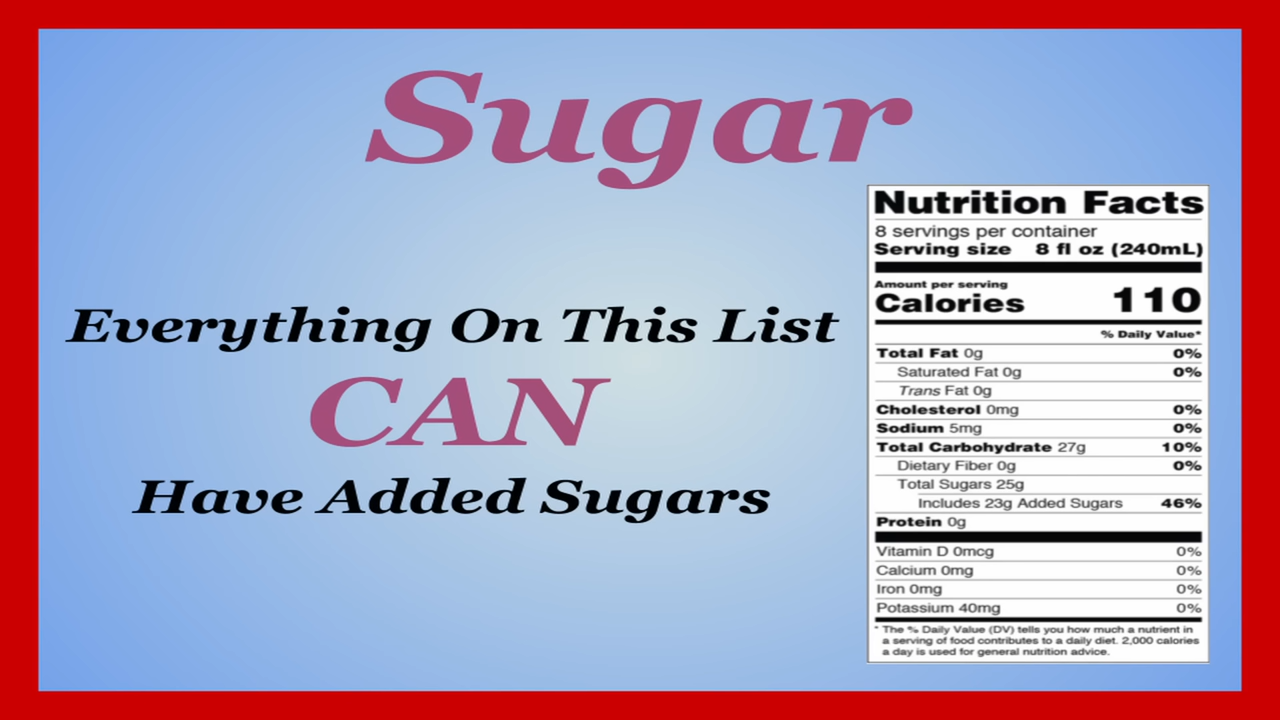 Sugar
Everything On This List
CAN
Have Added Sugars
Nutrition Facts
8 servings per container
Serving size 8 fl oz (240mL)
Amount per serving
Calories 110
% Daily Value*
Total Fat 0g 0%
Saturated Fat 0g 0%
Trans Fat 0g
Cholesterol 0mg 0%
Sodium 5mg 0%
Total Carbohydrate 27g 10%
Dietary Fiber 0g 0%
Total Sugars 25g
Includes 23g Added Sugars 46%
Protein 0g
Vitamin D 0mcg 0%
Calcium 0mg 0%
Iron 0mg 0%
Potassium 40mg 0%
* The % Daily Value (DV) tells you how much a nutrient in
a serving of food contributes to a daily diet. 2,000 calories
a day is used for general nutrition advice.